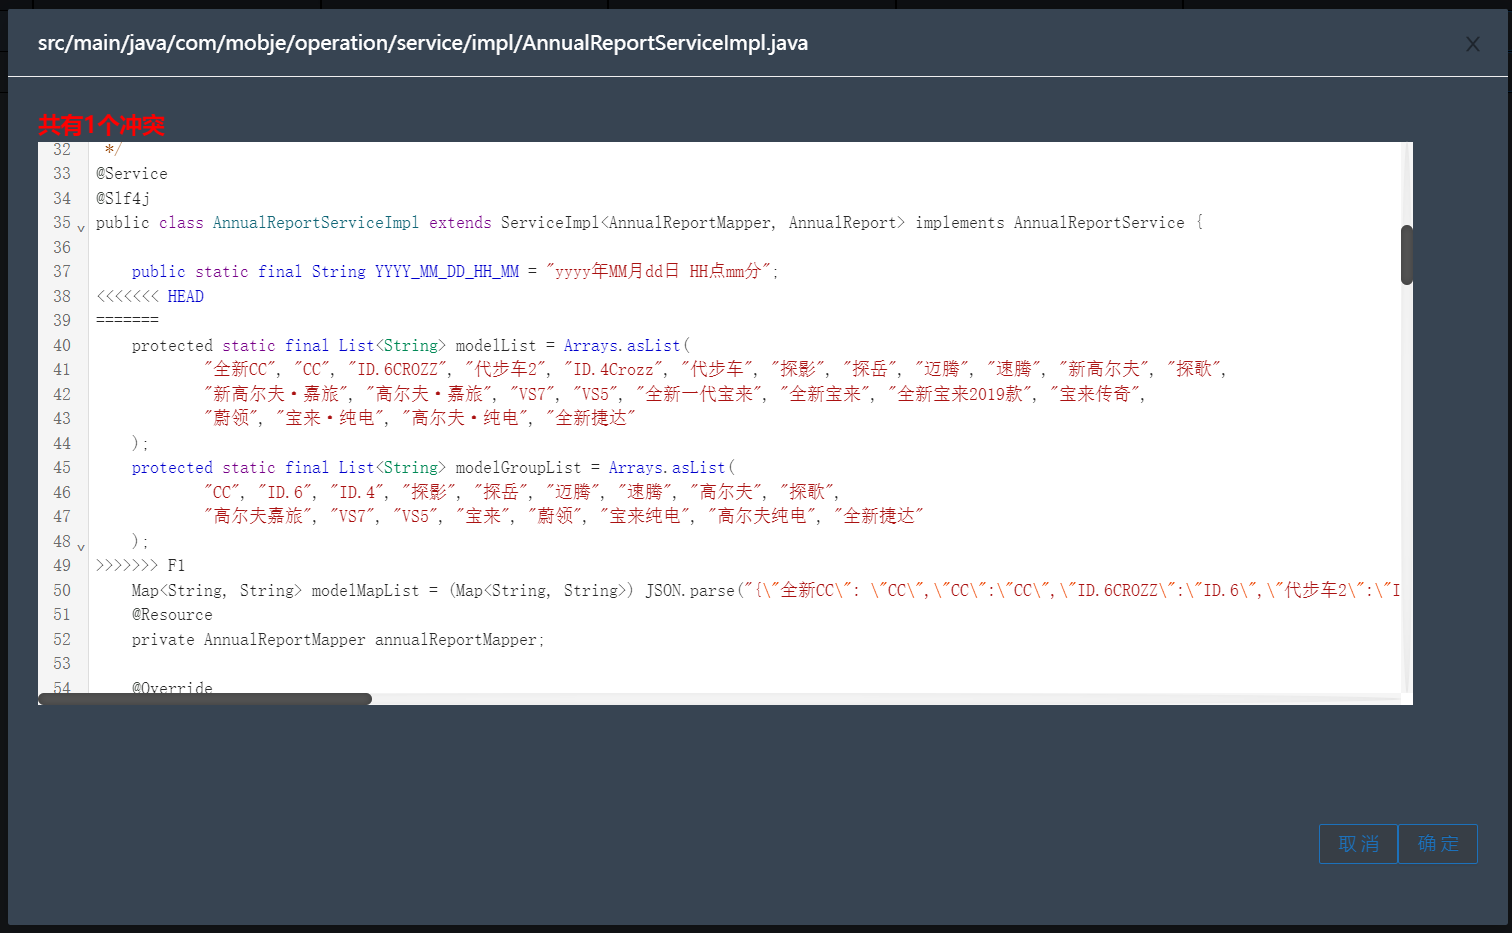 src/main/java/com/mobje/operation/service/impl/AnnualReportServiceImpl.java
X
共有1个冲突
32 */
33 @Service
34 @Slf4j
35 public class AnnualReportServiceImpl extends ServiceImpl<AnnualReportMapper, AnnualReport> implements AnnualReportService {
36
37 public static final String YYYY_MM_DD_HH_MM = "yyyy年MM月dd日 HH点mm分";
38 <<<<<<< HEAD
39 =======
40 protected static final List<String> modelList = Arrays.asList(
41 "全新CC", "CC", "ID.6CROZZ", "代步车2", "ID.4Crozz", "代步车", "探影", "探岳", "迈腾", "速腾", "新高尔夫", "探歌",
42 "新高尔夫·嘉旅", "高尔夫·嘉旅", "VS7", "VS5", "全新一代宝来", "全新宝来", "全新宝来2019款", "宝来传奇",
43 "蔚领", "宝来·纯电", "高尔夫·纯电", "全新捷达"
44 );
45 protected static final List<String> modelGroupList = Arrays.asList(
46 "CC", "ID.6", "ID.4", "探影", "探岳", "迈腾", "速腾", "高尔夫", "探歌",
47 "高尔夫嘉旅", "VS7", "VS5", "宝来", "蔚领", "宝来纯电", "高尔夫纯电", "全新捷达"
48 );
49 >>>>>>> F1
50 Map<String, String> modelMapList = (Map<String, String>) JSON.parse("{\"全新CC\": \"CC\",\"CC\":\"CC\",\"ID.6CROZZ\":\"ID.6\",\"代步车2\":\"I
51 @Resource
52 private AnnualReportMapper annualReportMapper;
53
54 @Override
取消 确定